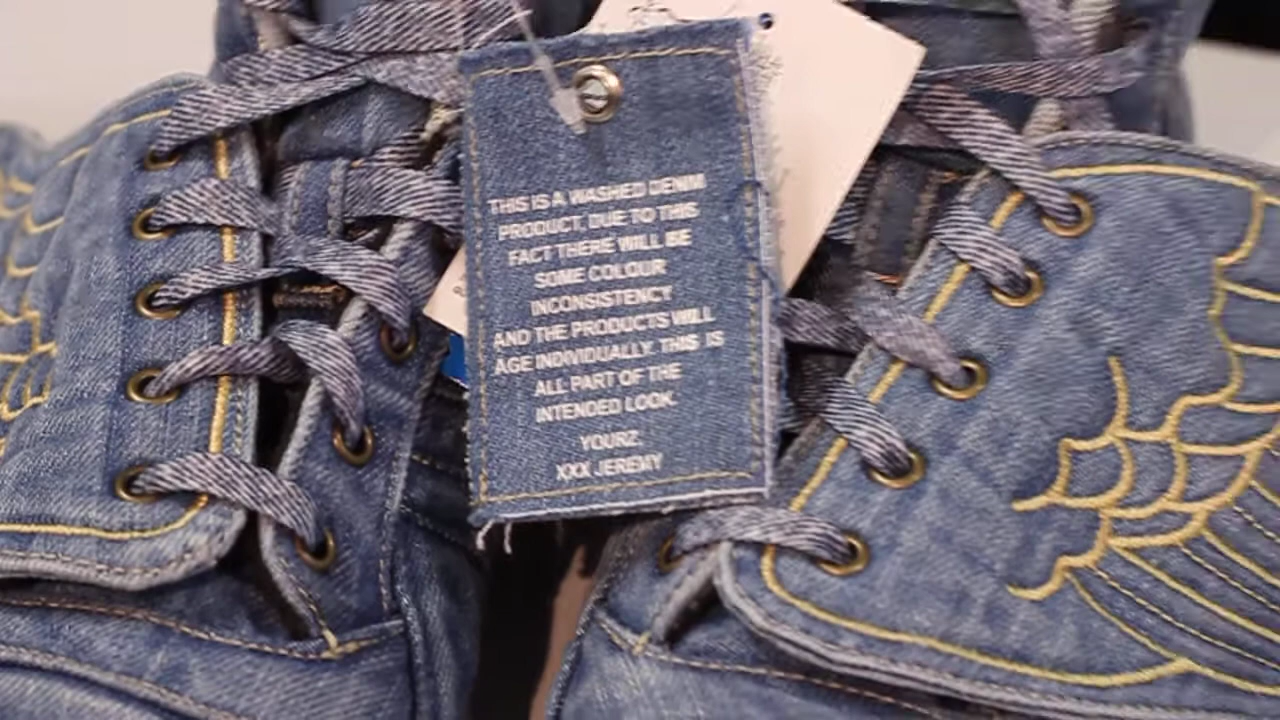 THIS IS A WASHED DENIM
PRODUCT, DUE TO THIS
FACT THERE WILL BE
SOME COLOUR
INCONSISTENCY
AND THE PRODUCTS WILL
AGE INDIVIDUALLY. THIS IS
ALL PART OF THE
INTENDED LOOK.
YOURZ,
XXX JEREMY